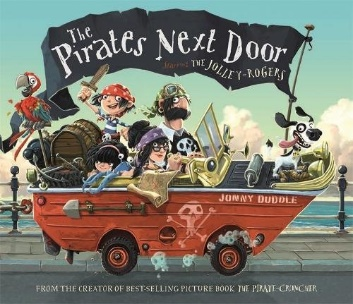 The
Pirates Next Door
Starring THE JOLLEY-ROGERS
JONNY DUDDLE
FROM THE CREATOR OF BEST-SELLING PICTURE BOOK THE PIRATE-CRUNCHER